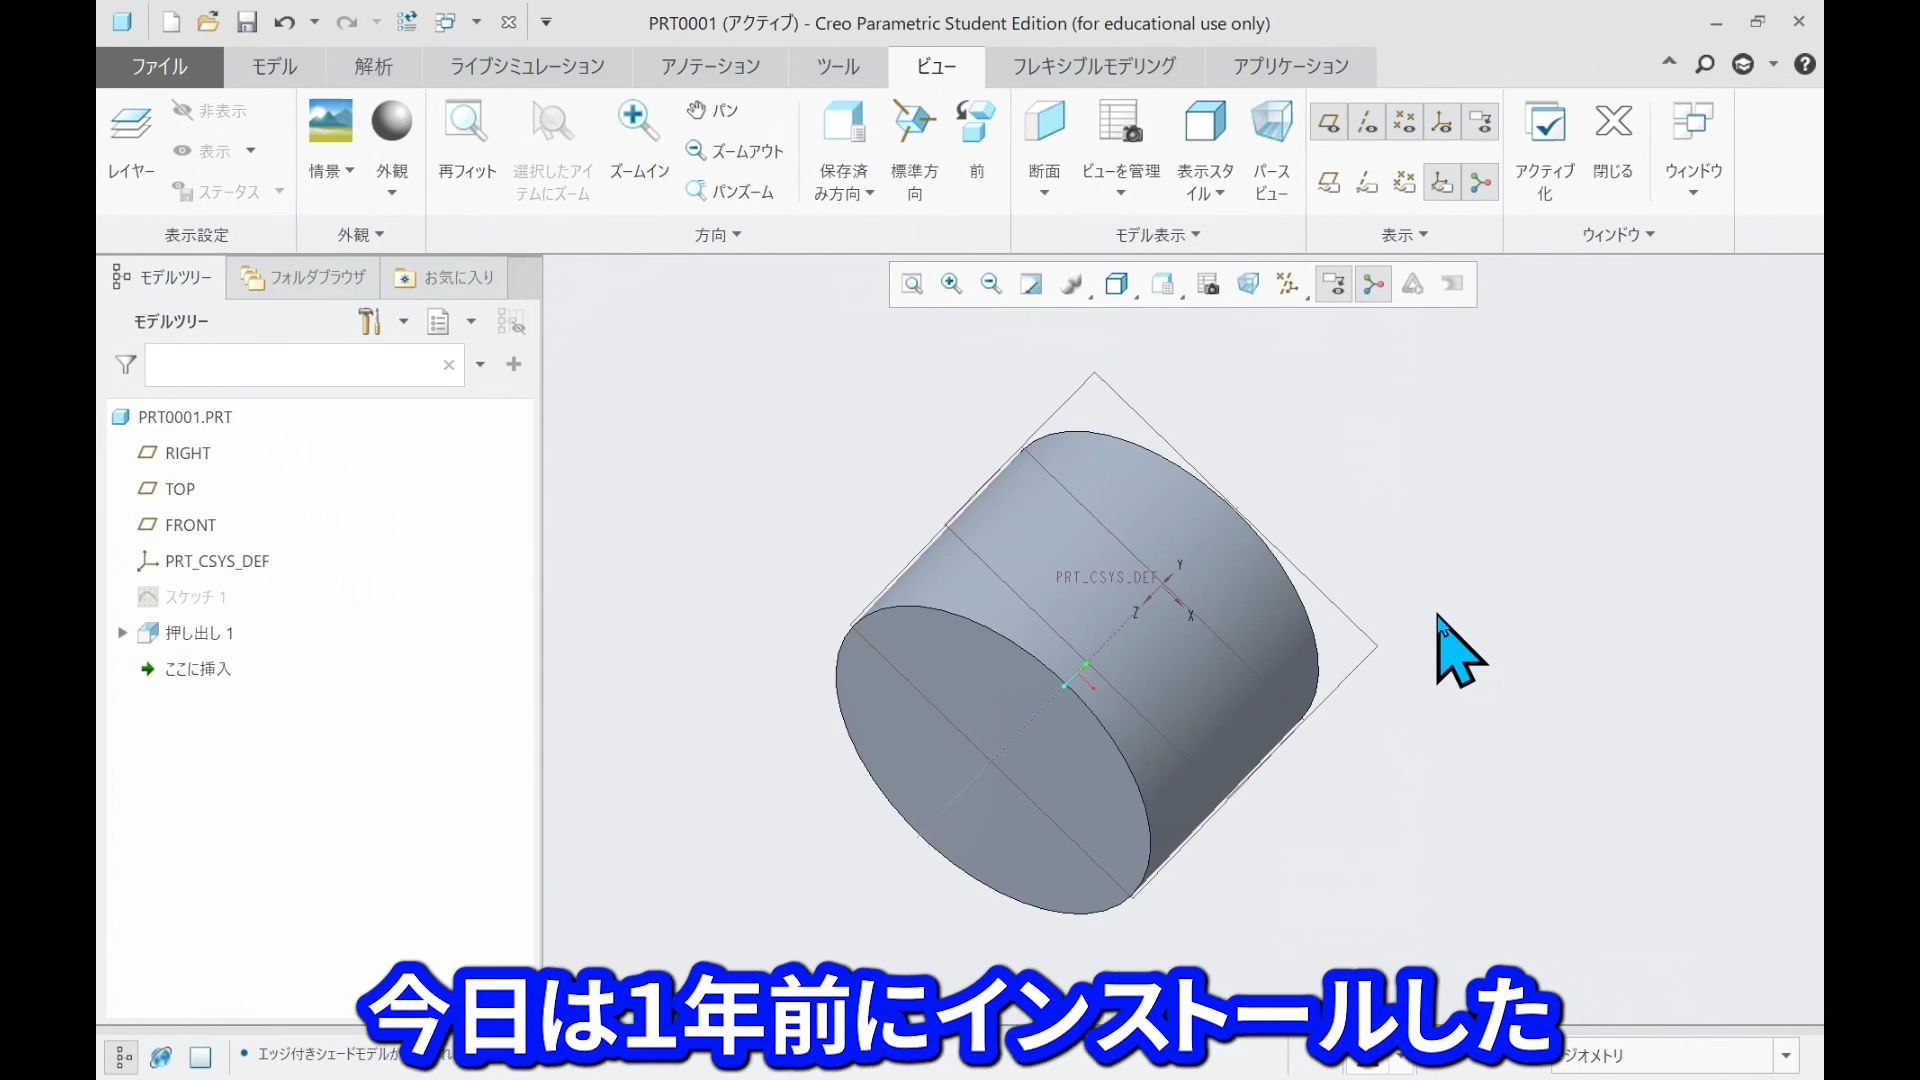 PRT0001 (アクティブ) - Creo Parametric Student Edition (for educational use only)
ファイル モデル 解析 ライブシミュレーション アノテーション ツール ビュー フレキシブルモデリング アプリケーション
レイヤー
非表示
表示
ステータス
表示設定
情景
外観
外観
再フィット
選択したアイ
テムにズーム
ズームイン
パン
ズームアウト
パンズーム
保存済
み方向
標準方
向
前
方向
断面
ビューを管理
表示スタ
イル
パース
ビュー
モデル表示
表示
アクティブ
化
閉じる
ウィンドウ
ウィンドウ
モデルツリー フォルダブラウザ お気に入り
モデルツリー
PRT0001.PRT
RIGHT
TOP
FRONT
PRT_CSYS_DEF
スケッチ 1
押し出し 1
ここに挿入
PRT_CSYS_DEF
Y
Z
X
今日は1年前にインストールした
エッジ付きシェードモデルが
ジオメトリ